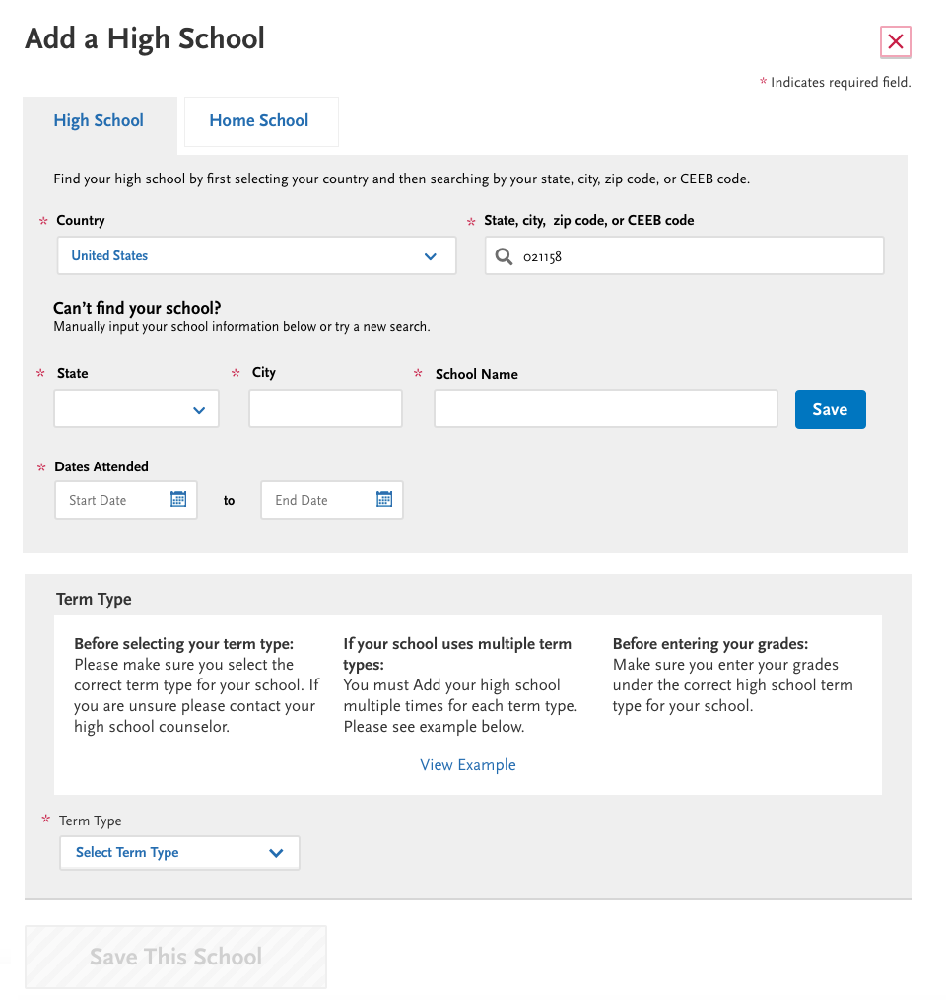 Add a High School
* Indicates required field.
High School
Home School
Find your high school by first selecting your country and then searching by your state, city, zip code, or CEEB code.
* Country
* State, city, zip code, or CEEB code
United States
021158
Can't find your school?
Manually input your school information below or try a new search.
* State
* City
* School Name
Save
* Dates Attended
Start Date
to
End Date
Term Type
Before selecting your term type:
Please make sure you select the
correct term type for your school. If
you are unsure please contact your
high school counselor.
If your school uses multiple term
types:
You must Add your high school
multiple times for each term type.
Please see example below.
Before entering your grades:
Make sure you enter your grades
under the correct high school term
type for your school.
View Example
* Term Type
Select Term Type
Save This School